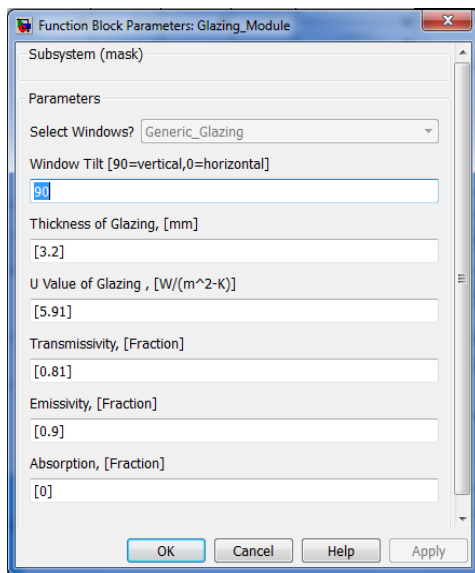 Function Block Parameters: Glazing_Module
Subsystem (mask)
Parameters
Select Windows? Generic_Glazing
Window Tilt [90=vertical,0=horizontal]
90
Thickness of Glazing, [mm]
[3.2]
U Value of Glazing , [W/(m^2-K)]
[5.91]
Transmissivity, [Fraction]
[0.81]
Emissivity, [Fraction]
[0.9]
Absorption, [Fraction]
[0]
OK Cancel Help Apply